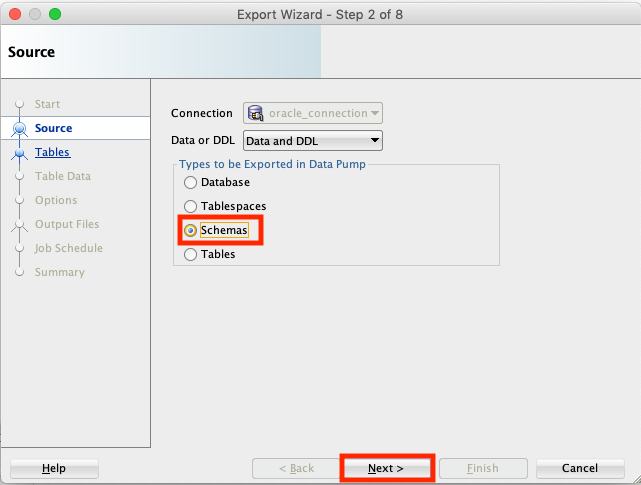 Export Wizard - Step 2 of 8
Source
Start
Source
Tables
Table Data
Options
Output Files
Job Schedule
Summary
Connection oracle_connection
Data or DDL Data and DDL
Types to be Exported in Data Pump
Database
Tablespaces
Schemas
Tables
Help < Back Next > Finish Cancel